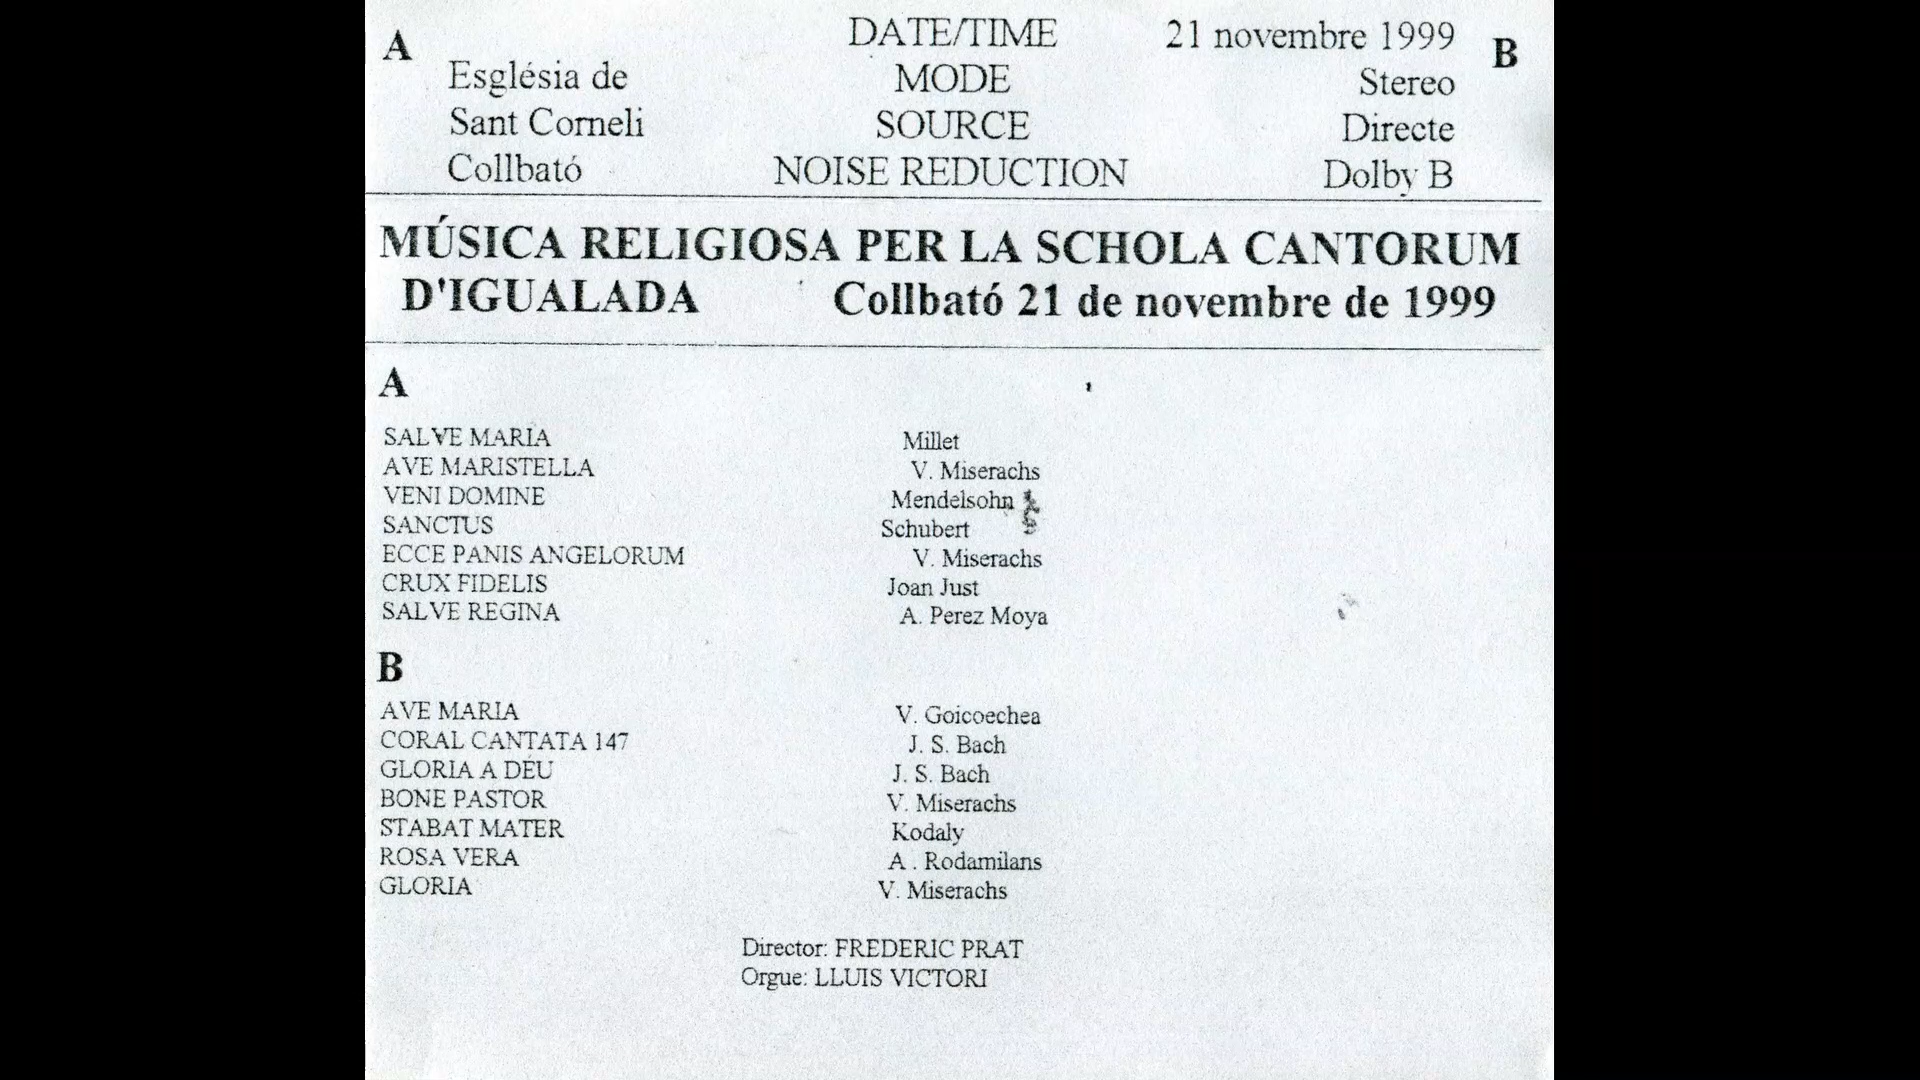 A DATE/TIME 21 novembre 1999 B
Església de MODE Stereo
Sant Corneli SOURCE Directe
Collbató NOISE REDUCTION Dolby B
MÚSICA RELIGIOSA PER LA SCHOLA CANTORUM
D'IGUALADA Collbató 21 de novembre de 1999
A
SALVE MARIA Millet
AVE MARISTELLA V. Miserachs
VENI DOMINE Mendelsohn
SANCTUS Schubert
ECCE PANIS ANGELORUM V. Miserachs
CRUX FIDELIS Joan Just
SALVE REGINA A. Perez Moya
B
AVE MARIA V. Goicoechea
CORAL CANTATA 147 J. S. Bach
GLORIA A DÉU J. S. Bach
BONE PASTOR V. Miserachs
STABAT MATER Kodaly
ROSA VERA A . Rodamilans
GLORIA V. Miserachs
Director: FREDERIC PRAT
Orgue: LLUIS VICTORI